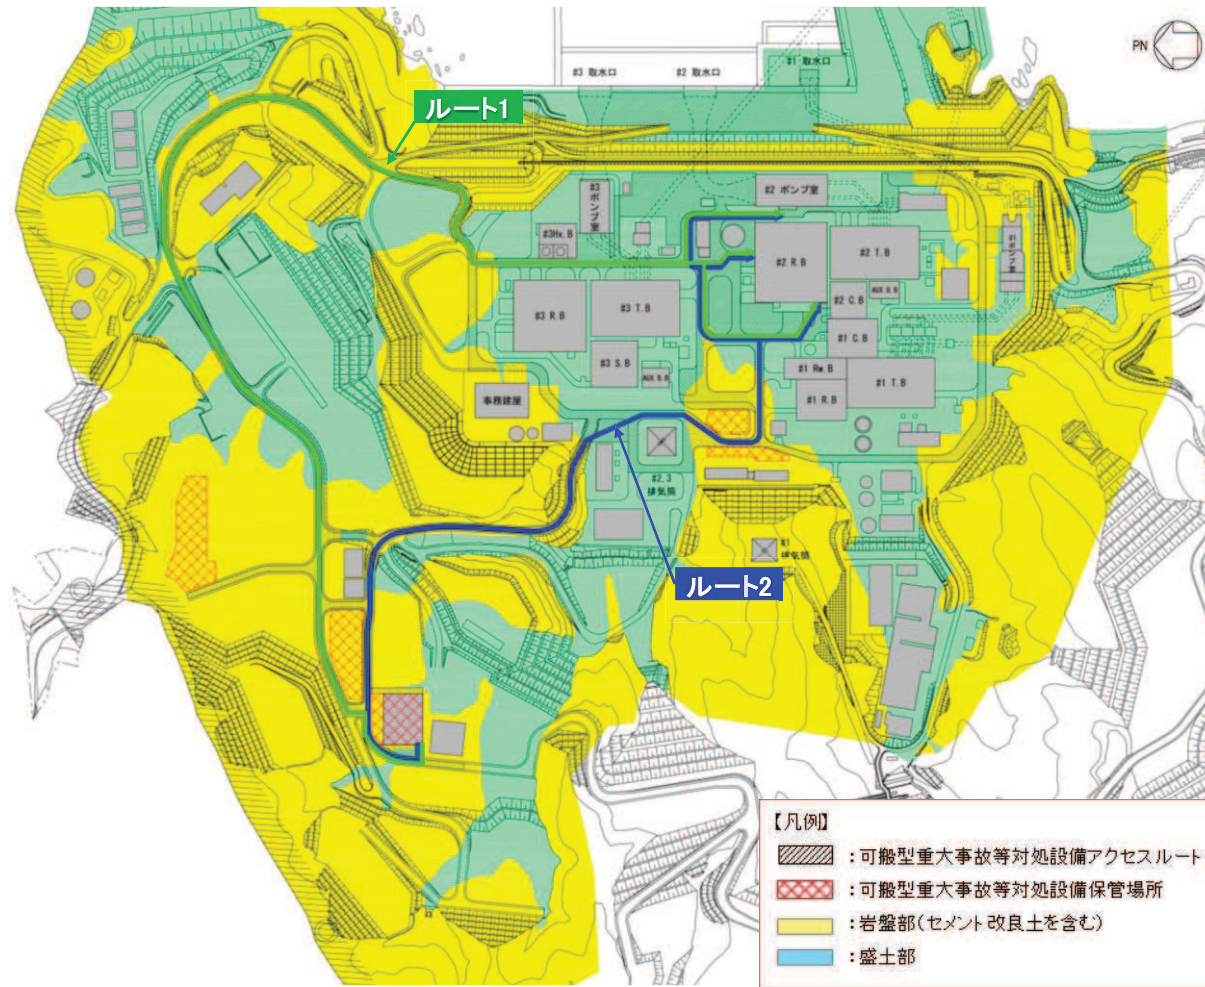 PN
#3 取水口
#2 取水口
#1 取水口
ルート1
#3 ポンプ室
#2 ポンプ室
#1 ポンプ室
#3Hx.B
#2 R.B
#2 T.B
#3 R.B
#3 T.B
#2 C.B
AUX.B.B
#1 C.B
#3 S.B
AUX.B.B
#1 Rw.B
#1 T.B
#1 R.B
事務建屋
#2,3
排気筒
#1
排気筒
ルート2
【凡例】
:可搬型重大事故等対処設備アクセスルート
:可搬型重大事故等対処設備保管場所
:岩盤部(セメント改良土を含む)
:盛土部